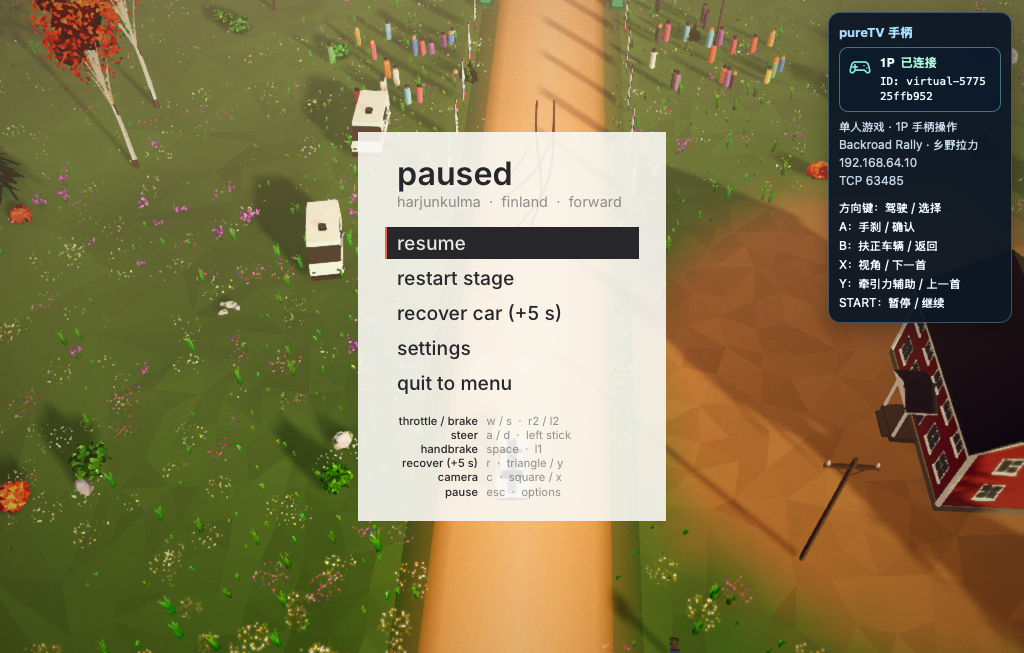 paused
harjunkulma · finland · forward
resume
restart stage
recover car (+5 s)
settings
quit to menu
throttle / brake w / s · r2 / l2
steer a / d · left stick
handbrake space · l1
recover (+5 s) r · triangle / y
camera c · square / x
pause esc · options
pureTV 手柄
1P 已连接
ID: virtual-5775
25ffb952
单人游戏 · 1P 手柄操作
Backroad Rally · 乡野拉力
192.168.64.10
TCP 63485
方向键：驾驶 / 选择
A：手刹 / 确认
B：扶正车辆 / 返回
X：视角 / 下一首
Y：牵引力辅助 / 上一首
START：暂停 / 继续